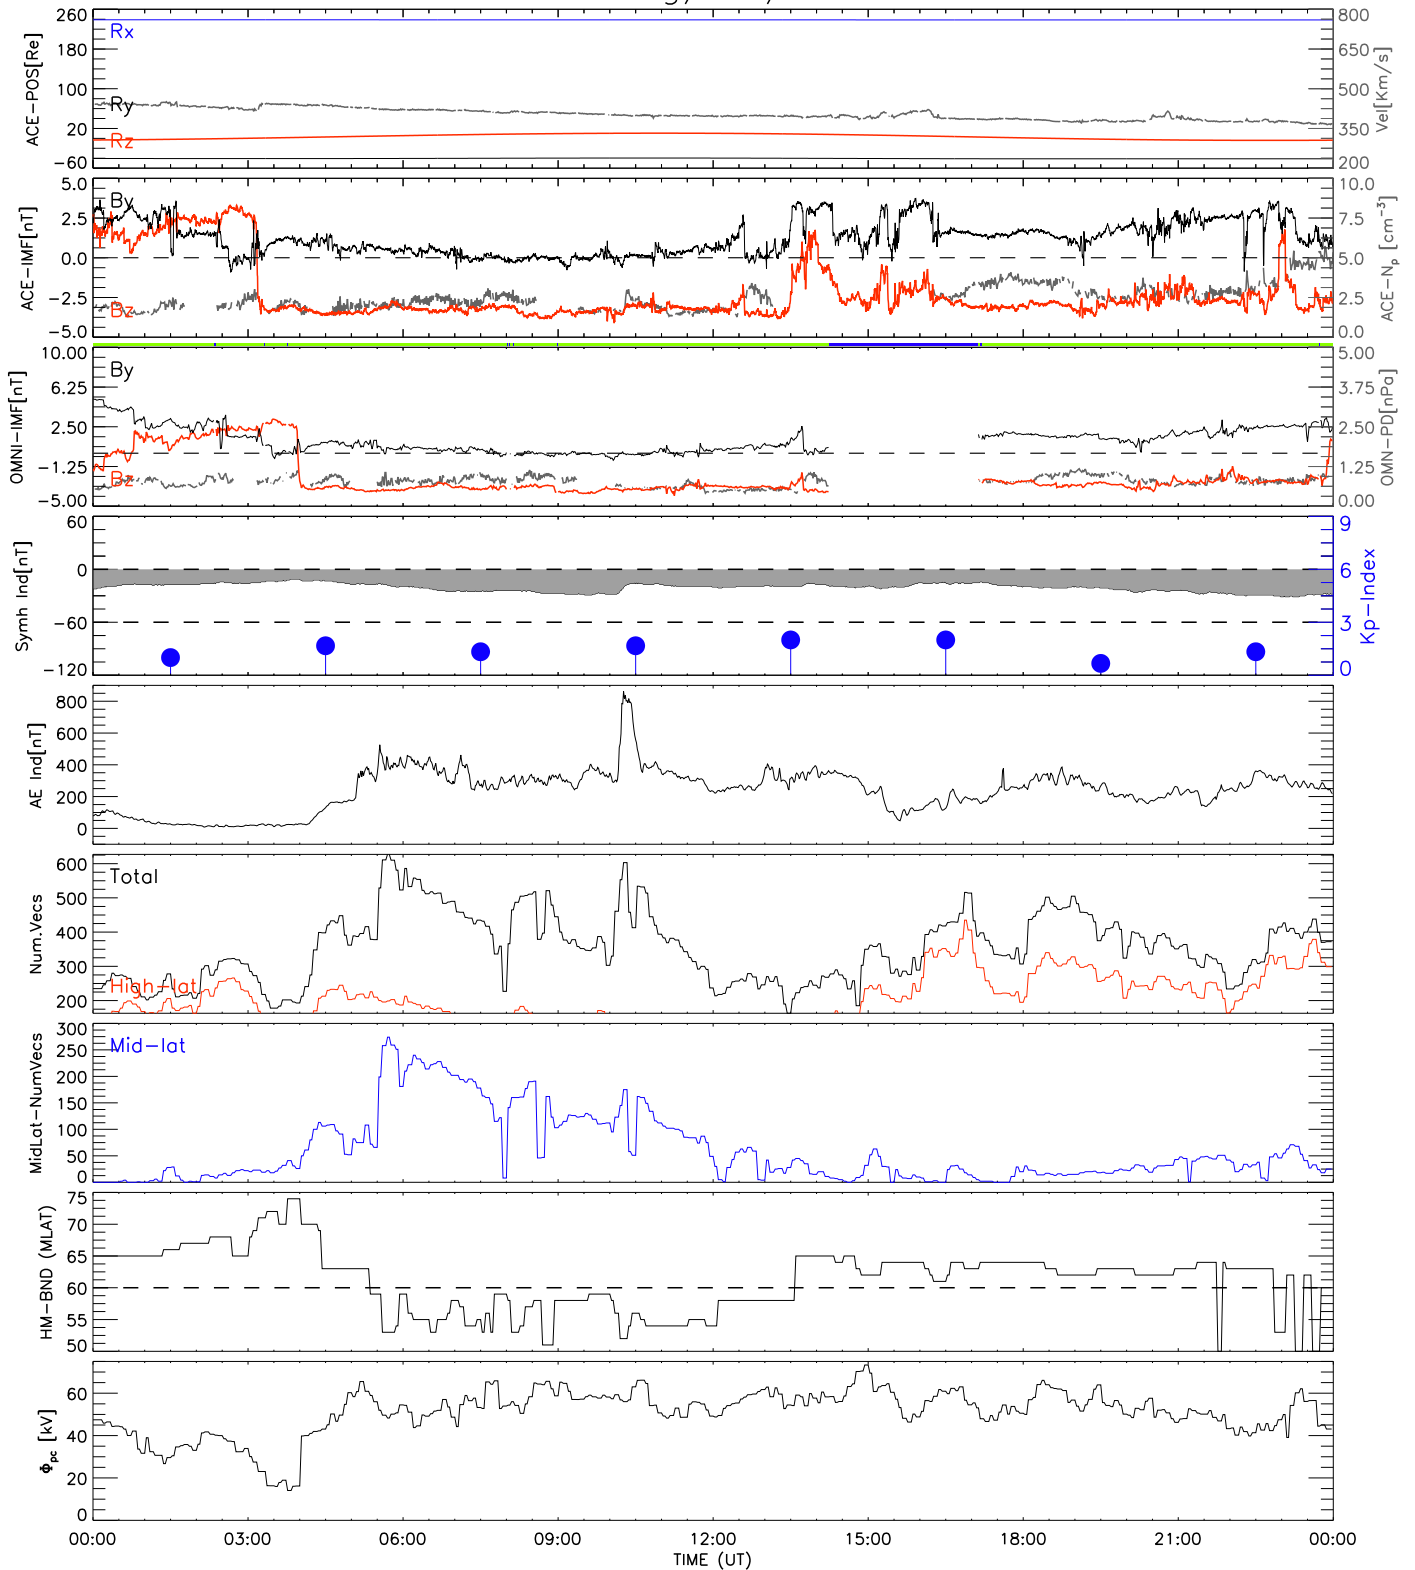 260
180
100
20
-60
ACE-POS[Re]
Rx
Ry
Rz
800
650
500
350
200
Vel[Km/s]
5.0
2.5
0.0
-2.5
-5.0
ACE-IMF[nT]
By
Bz
10.0
7.5
5.0
2.5
0.0
ACE-Np [cm-3]
10.00
6.25
2.50
-1.25
-5.00
OMNI-IMF[nT]
By
Bz
5.00
3.75
2.50
1.25
0.00
OMN-PD[nPa]
60
0
-60
-120
Symh Ind[nT]
9
6
3
0
Kp-Index
800
600
400
200
0
AE Ind[nT]
600
500
400
300
200
Num.Vecs
Total
High-lat
300
250
200
150
100
50
0
MidLat-NumVecs
Mid-lat
75
70
65
60
55
50
HM-BND (MLAT)
60
40
20
0
Φpc [kV]
00:00 03:00 06:00 09:00 12:00 15:00 18:00 21:00 00:00
TIME (UT)